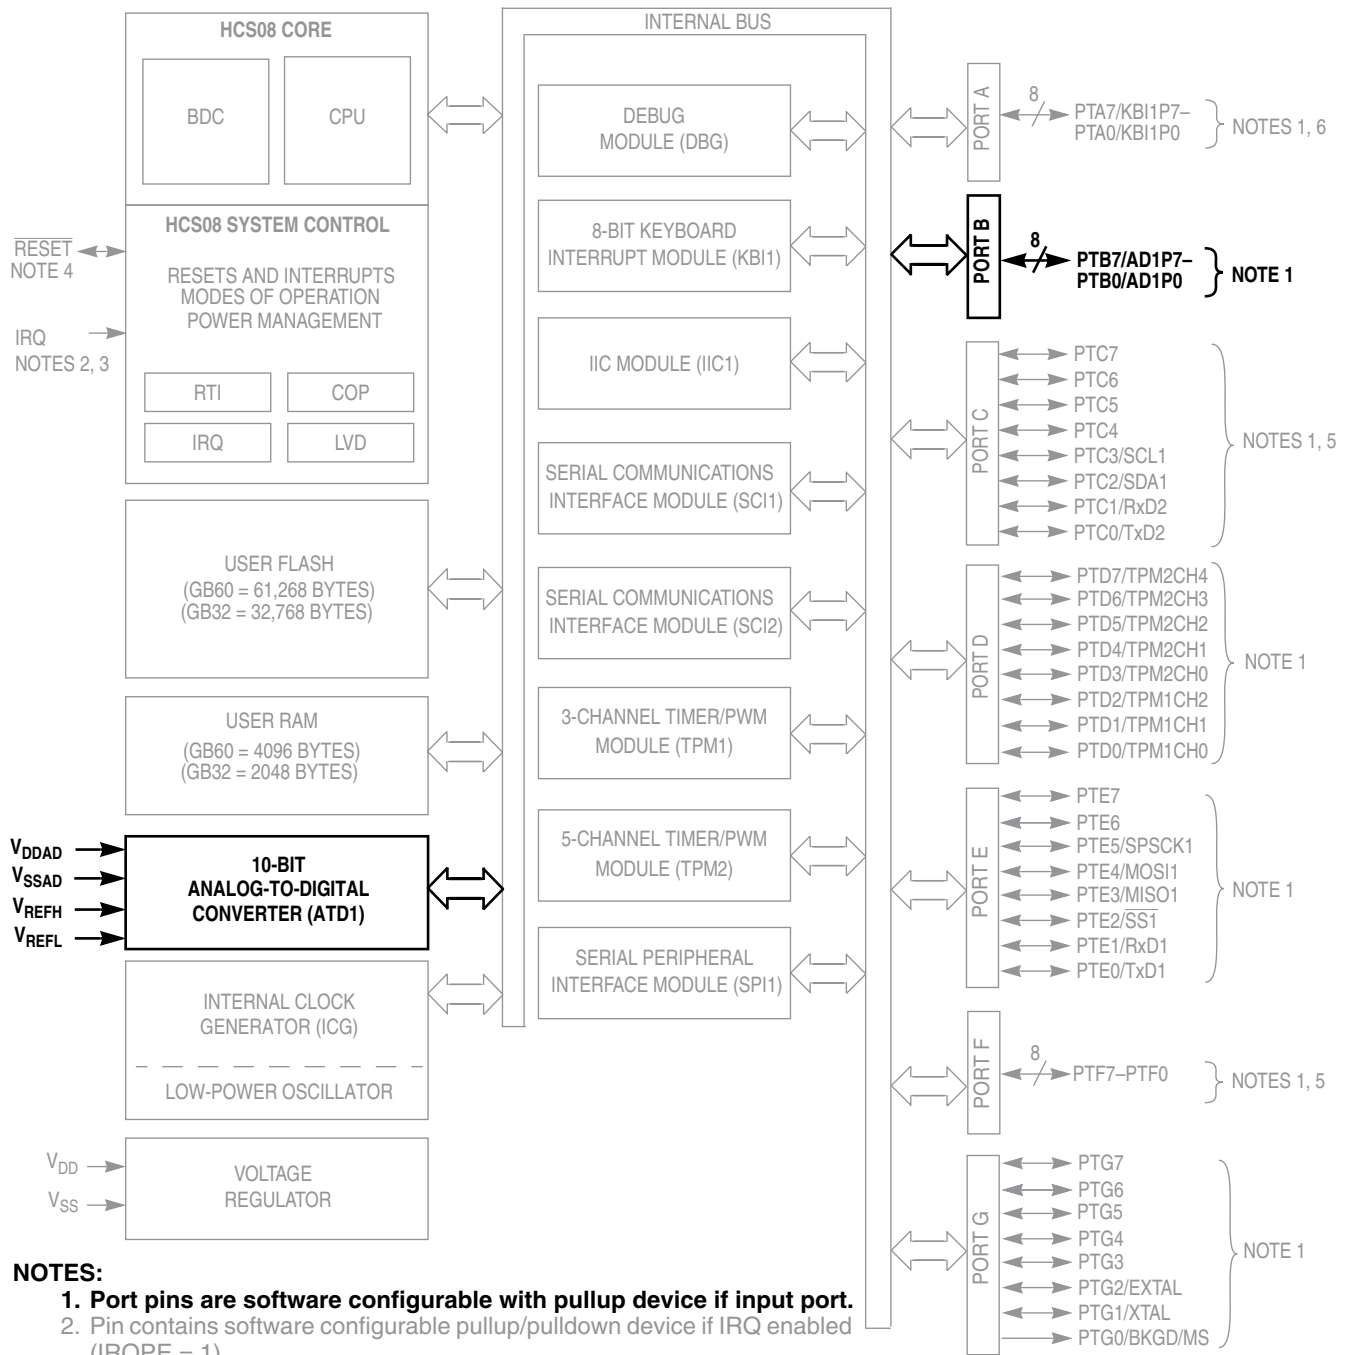 HCS08 CORE
BDC
CPU
HCS08 SYSTEM CONTROL
RESETS AND INTERRUPTS
MODES OF OPERATION
POWER MANAGEMENT
RTI
COP
IRQ
LVD
RESET
NOTE 4
IRQ
NOTES 2, 3
USER FLASH
(GB60 = 61,268 BYTES)
(GB32 = 32,768 BYTES)
USER RAM
(GB60 = 4096 BYTES)
(GB32 = 2048 BYTES)
VDDAD
VSSAD
VREFH
VREFL
10-BIT
ANALOG-TO-DIGITAL
CONVERTER (ATD1)
INTERNAL CLOCK
GENERATOR (ICG)
LOW-POWER OSCILLATOR
VDD
VSS
VOLTAGE
REGULATOR
INTERNAL BUS
DEBUG
MODULE (DBG)
8-BIT KEYBOARD
INTERRUPT MODULE (KBI1)
IIC MODULE (IIC1)
SERIAL COMMUNICATIONS
INTERFACE MODULE (SCI1)
SERIAL COMMUNICATIONS
INTERFACE MODULE (SCI2)
3-CHANNEL TIMER/PWM
MODULE (TPM1)
5-CHANNEL TIMER/PWM
MODULE (TPM2)
SERIAL PERIPHERAL
INTERFACE MODULE (SPI1)
PORT A
8
PTA7/KBI1P7–
PTA0/KBI1P0
NOTES 1, 6
PORT B
8
PTB7/AD1P7–
PTB0/AD1P0
NOTE 1
PORT C
PTC7
PTC6
PTC5
PTC4
PTC3/SCL1
PTC2/SDA1
PTC1/RxD2
PTC0/TxD2
NOTES 1, 5
PORT D
PTD7/TPM2CH4
PTD6/TPM2CH3
PTD5/TPM2CH2
PTD4/TPM2CH1
PTD3/TPM2CH0
PTD2/TPM1CH2
PTD1/TPM1CH1
PTD0/TPM1CH0
NOTE 1
PORT E
PTE7
PTE6
PTE5/SPSCK1
PTE4/MOSI1
PTE3/MISO1
PTE2/SS1
PTE1/RxD1
PTE0/TxD1
NOTE 1
PORT F
8
PTF7–PTF0
NOTES 1, 5
PORT G
PTG7
PTG6
PTG5
PTG4
PTG3
PTG2/EXTAL
PTG1/XTAL
PTG0/BKGD/MS
NOTE 1
NOTES:
1. Port pins are software configurable with pullup device if input port.
2. Pin contains software configurable pullup/pulldown device if IRQ enabled
(IRQPE = 1)